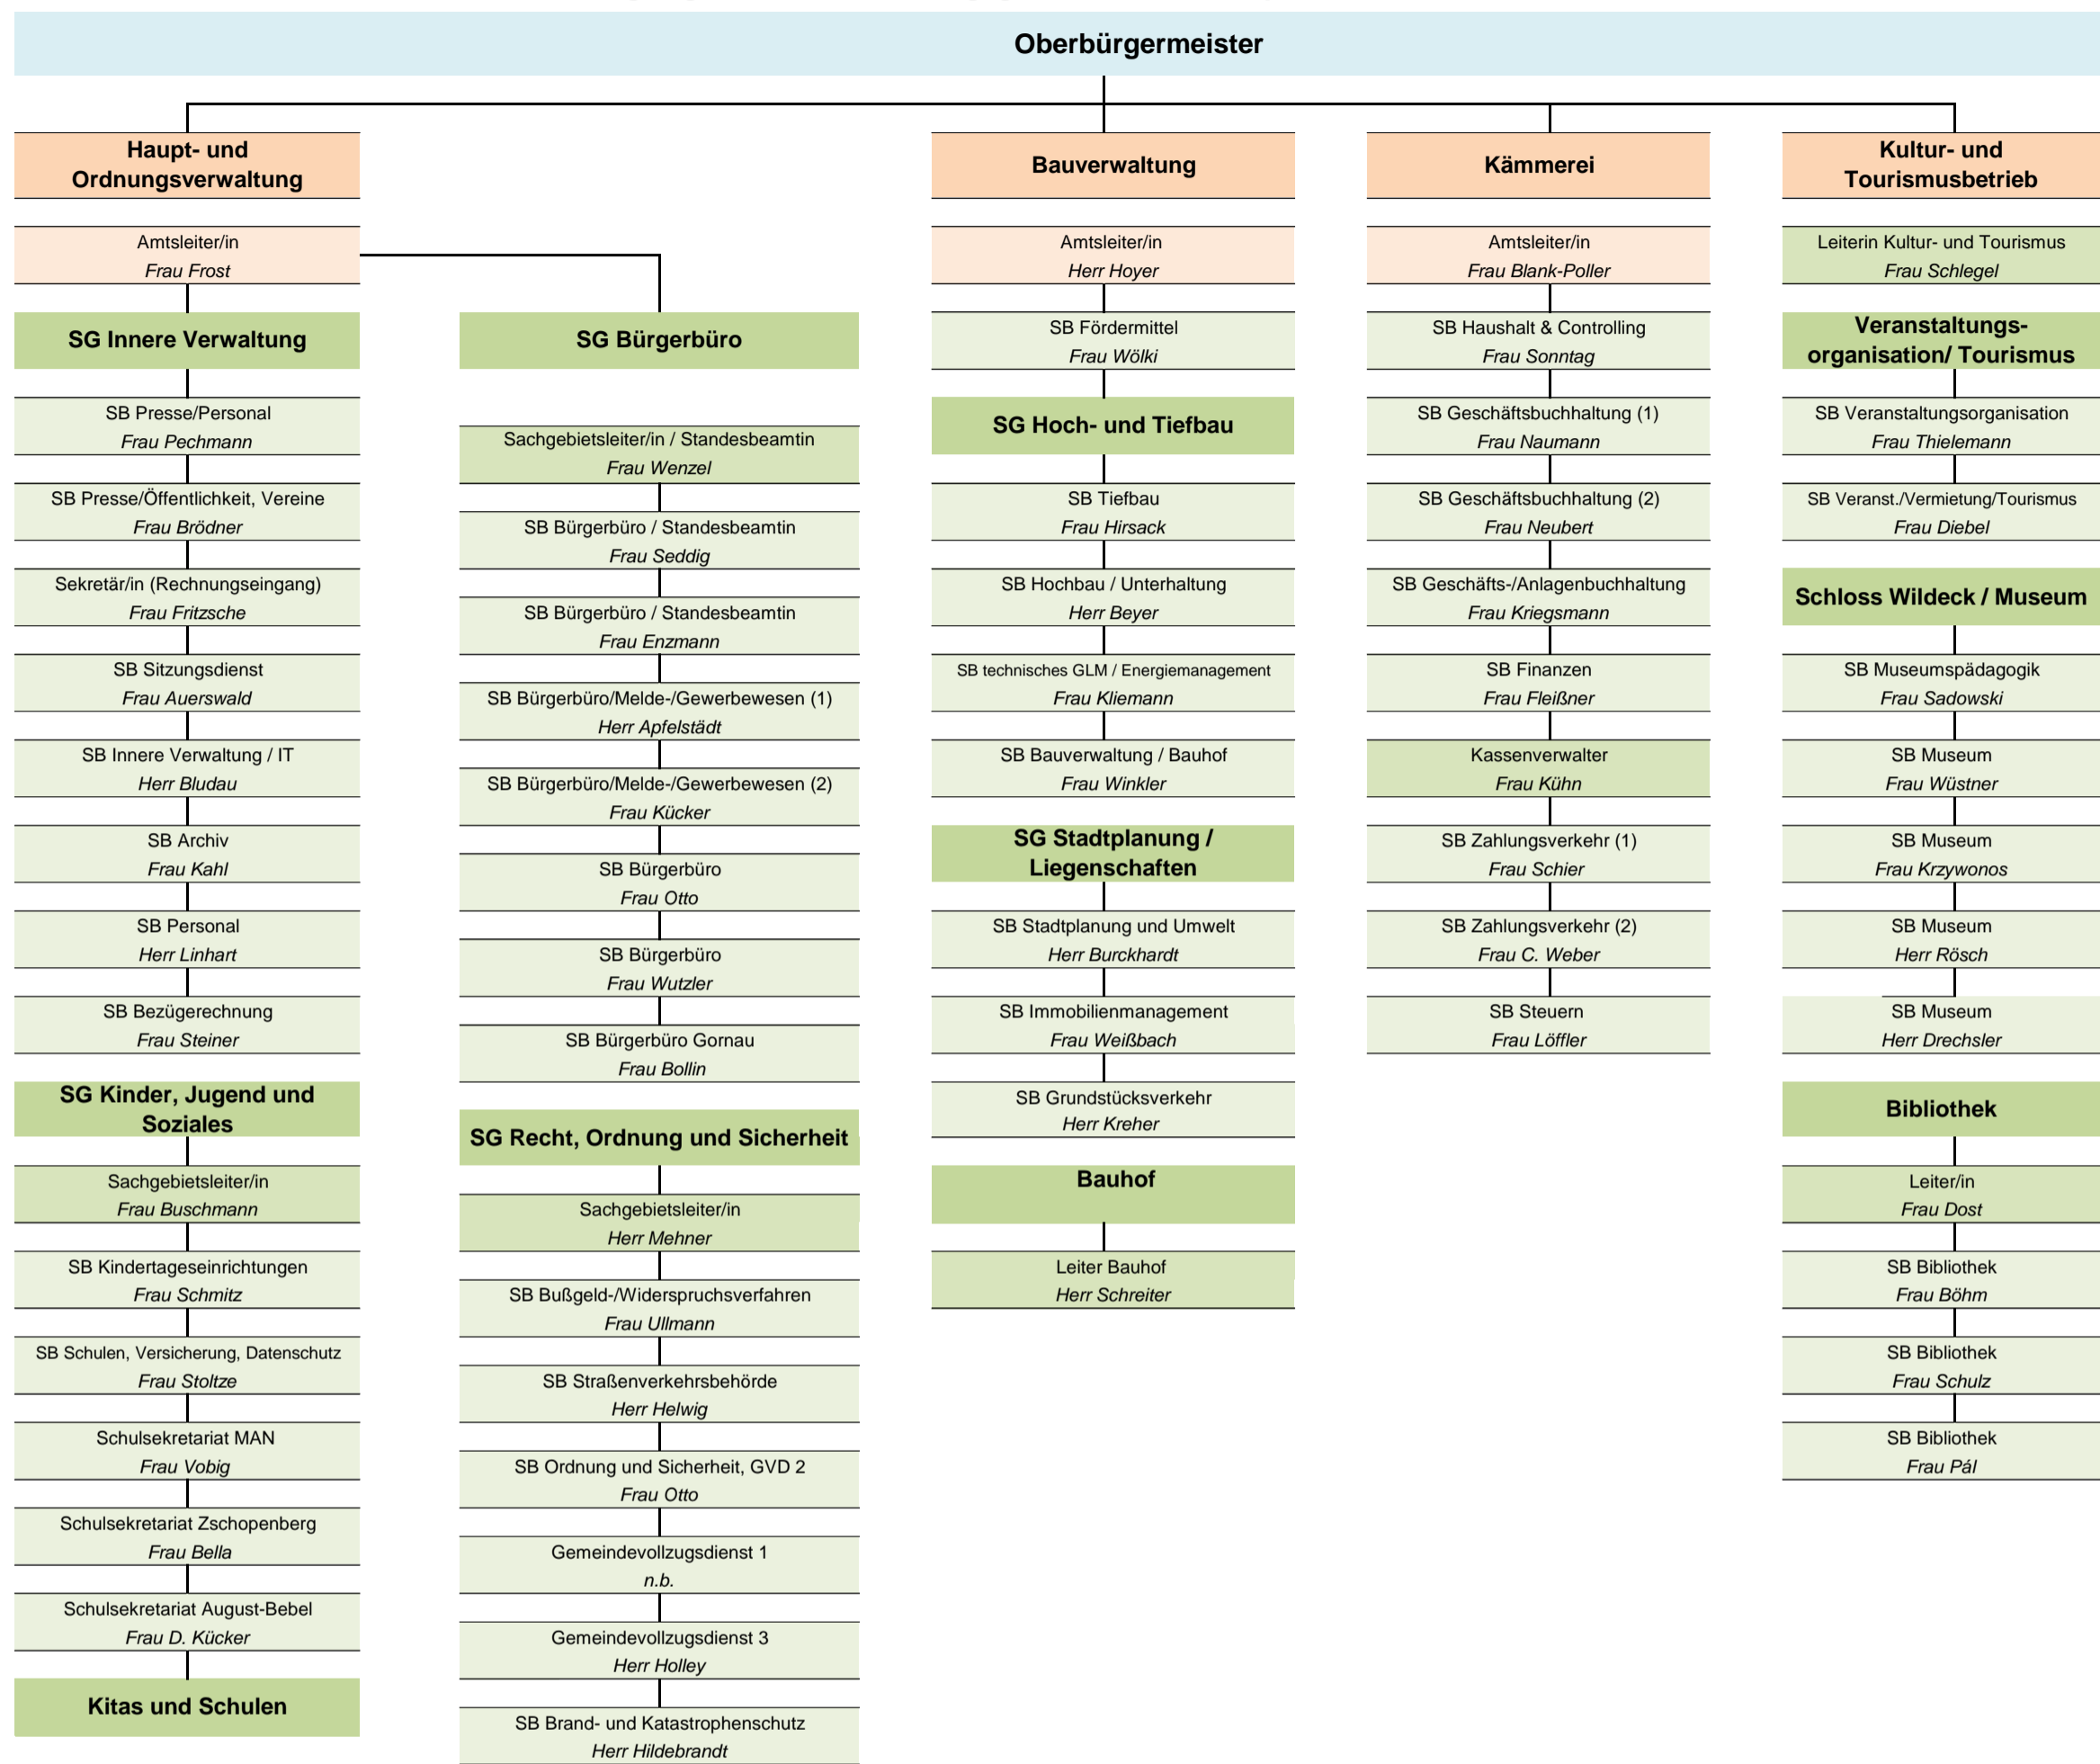 Oberbürgermeister
Haupt- und
Ordnungsverwaltung
Amtsleiter/in
Frau Frost
SG Innere Verwaltung
SB Presse/Personal
Frau Pechmann
SB Presse/Öffentlichkeit, Vereine
Frau Brödner
Sekretär/in (Rechnungseingang)
Frau Fritzsche
SB Sitzungsdienst
Frau Auerswald
SB Innere Verwaltung / IT
Herr Bludau
SB Archiv
Frau Kahl
SB Personal
Herr Linhart
SB Bezügerechnung
Frau Steiner
SG Kinder, Jugend und
Soziales
Sachgebietsleiter/in
Frau Buschmann
SB Kindertageseinrichtungen
Frau Schmitz
SB Schulen, Versicherung, Datenschutz
Frau Stoltze
Schulsekretariat MAN
Frau Vobig
Schulsekretariat Zschopenberg
Frau Bella
Schulsekretariat August-Bebel
Frau D. Kücker
Kitas und Schulen
SG Bürgerbüro
Sachgebietsleiter/in / Standesbeamtin
Frau Wenzel
SB Bürgerbüro / Standesbeamtin
Frau Seddig
SB Bürgerbüro / Standesbeamtin
Frau Enzmann
SB Bürgerbüro/Melde-/Gewerbewesen (1)
Herr Apfelstädt
SB Bürgerbüro/Melde-/Gewerbewesen (2)
Frau Kücker
SB Bürgerbüro
Frau Otto
SB Bürgerbüro
Frau Wutzler
SB Bürgerbüro Gornau
Frau Bollin
SG Recht, Ordnung und Sicherheit
Sachgebietsleiter/in
Herr Mehner
SB Bußgeld-/Widerspruchsverfahren
Frau Ullmann
SB Straßenverkehrsbehörde
Herr Helwig
SB Ordnung und Sicherheit, GVD 2
Frau Otto
Gemeindevollzugsdienst 1
n.b.
Gemeindevollzugsdienst 3
Herr Holley
SB Brand- und Katastrophenschutz
Herr Hildebrandt
Bauverwaltung
Amtsleiter/in
Herr Hoyer
SB Fördermittel
Frau Wölki
SG Hoch- und Tiefbau
SB Tiefbau
Frau Hirsack
SB Hochbau / Unterhaltung
Herr Beyer
SB technisches GLM / Energiemanagement
Frau Kliemann
SB Bauverwaltung / Bauhof
Frau Winkler
SG Stadtplanung /
Liegenschaften
SB Stadtplanung und Umwelt
Herr Burckhardt
SB Immobilienmanagement
Frau Weißbach
SB Grundstücksverkehr
Herr Kreher
Bauhof
Leiter Bauhof
Herr Schreiter
Kämmerei
Amtsleiter/in
Frau Blank-Poller
SB Haushalt & Controlling
Frau Sonntag
SB Geschäftsbuchhaltung (1)
Frau Naumann
SB Geschäftsbuchhaltung (2)
Frau Neubert
SB Geschäfts-/Anlagenbuchhaltung
Frau Kriegsmann
SB Finanzen
Frau Fleißner
Kassenverwalter
Frau Kühn
SB Zahlungsverkehr (1)
Frau Schier
SB Zahlungsverkehr (2)
Frau C. Weber
SB Steuern
Frau Löffler
Kultur- und
Tourismusbetrieb
Leiterin Kultur- und Tourismus
Frau Schlegel
Veranstaltungs-
organisation/ Tourismus
SB Veranstaltungsorganisation
Frau Thielemann
SB Veranst./Vermietung/Tourismus
Frau Diebel
Schloss Wildeck / Museum
SB Museumspädagogik
Frau Sadowski
SB Museum
Frau Wüstner
SB Museum
Frau Krzywonos
SB Museum
Herr Rösch
SB Museum
Herr Drechsler
Bibliothek
Leiter/in
Frau Dost
SB Bibliothek
Frau Böhm
SB Bibliothek
Frau Schulz
SB Bibliothek
Frau Pál